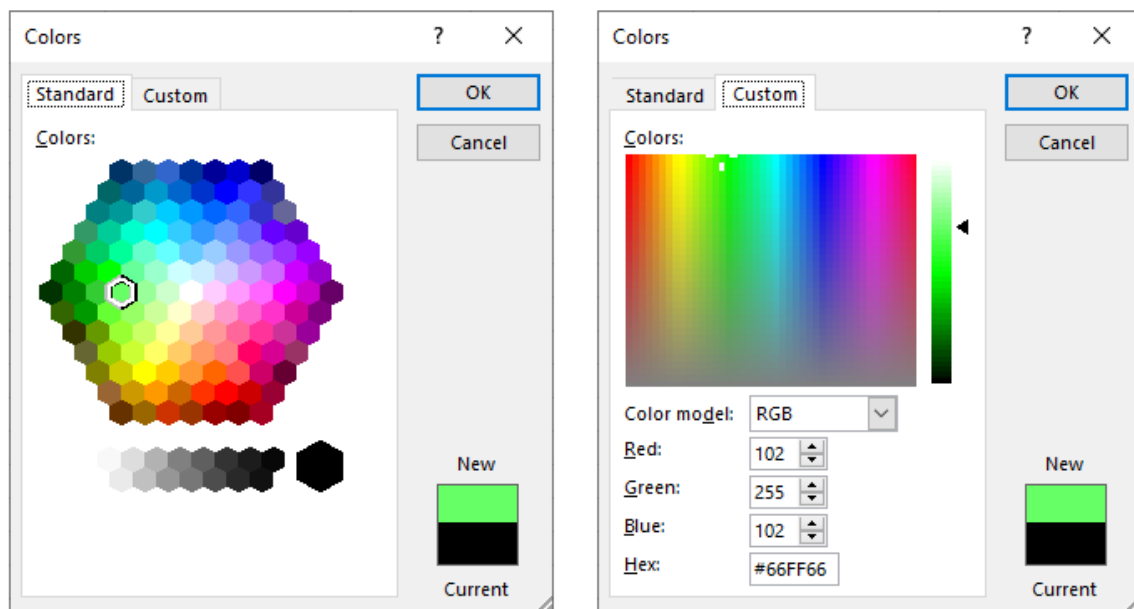 Colors ? ×
Standard Custom
OK
Colors:
Cancel
New
Current
Colors ? ×
Standard Custom
OK
Colors:
Cancel
Color model: RGB
Red: 102
Green: 255
Blue: 102
Hex: #66FF66
New
Current